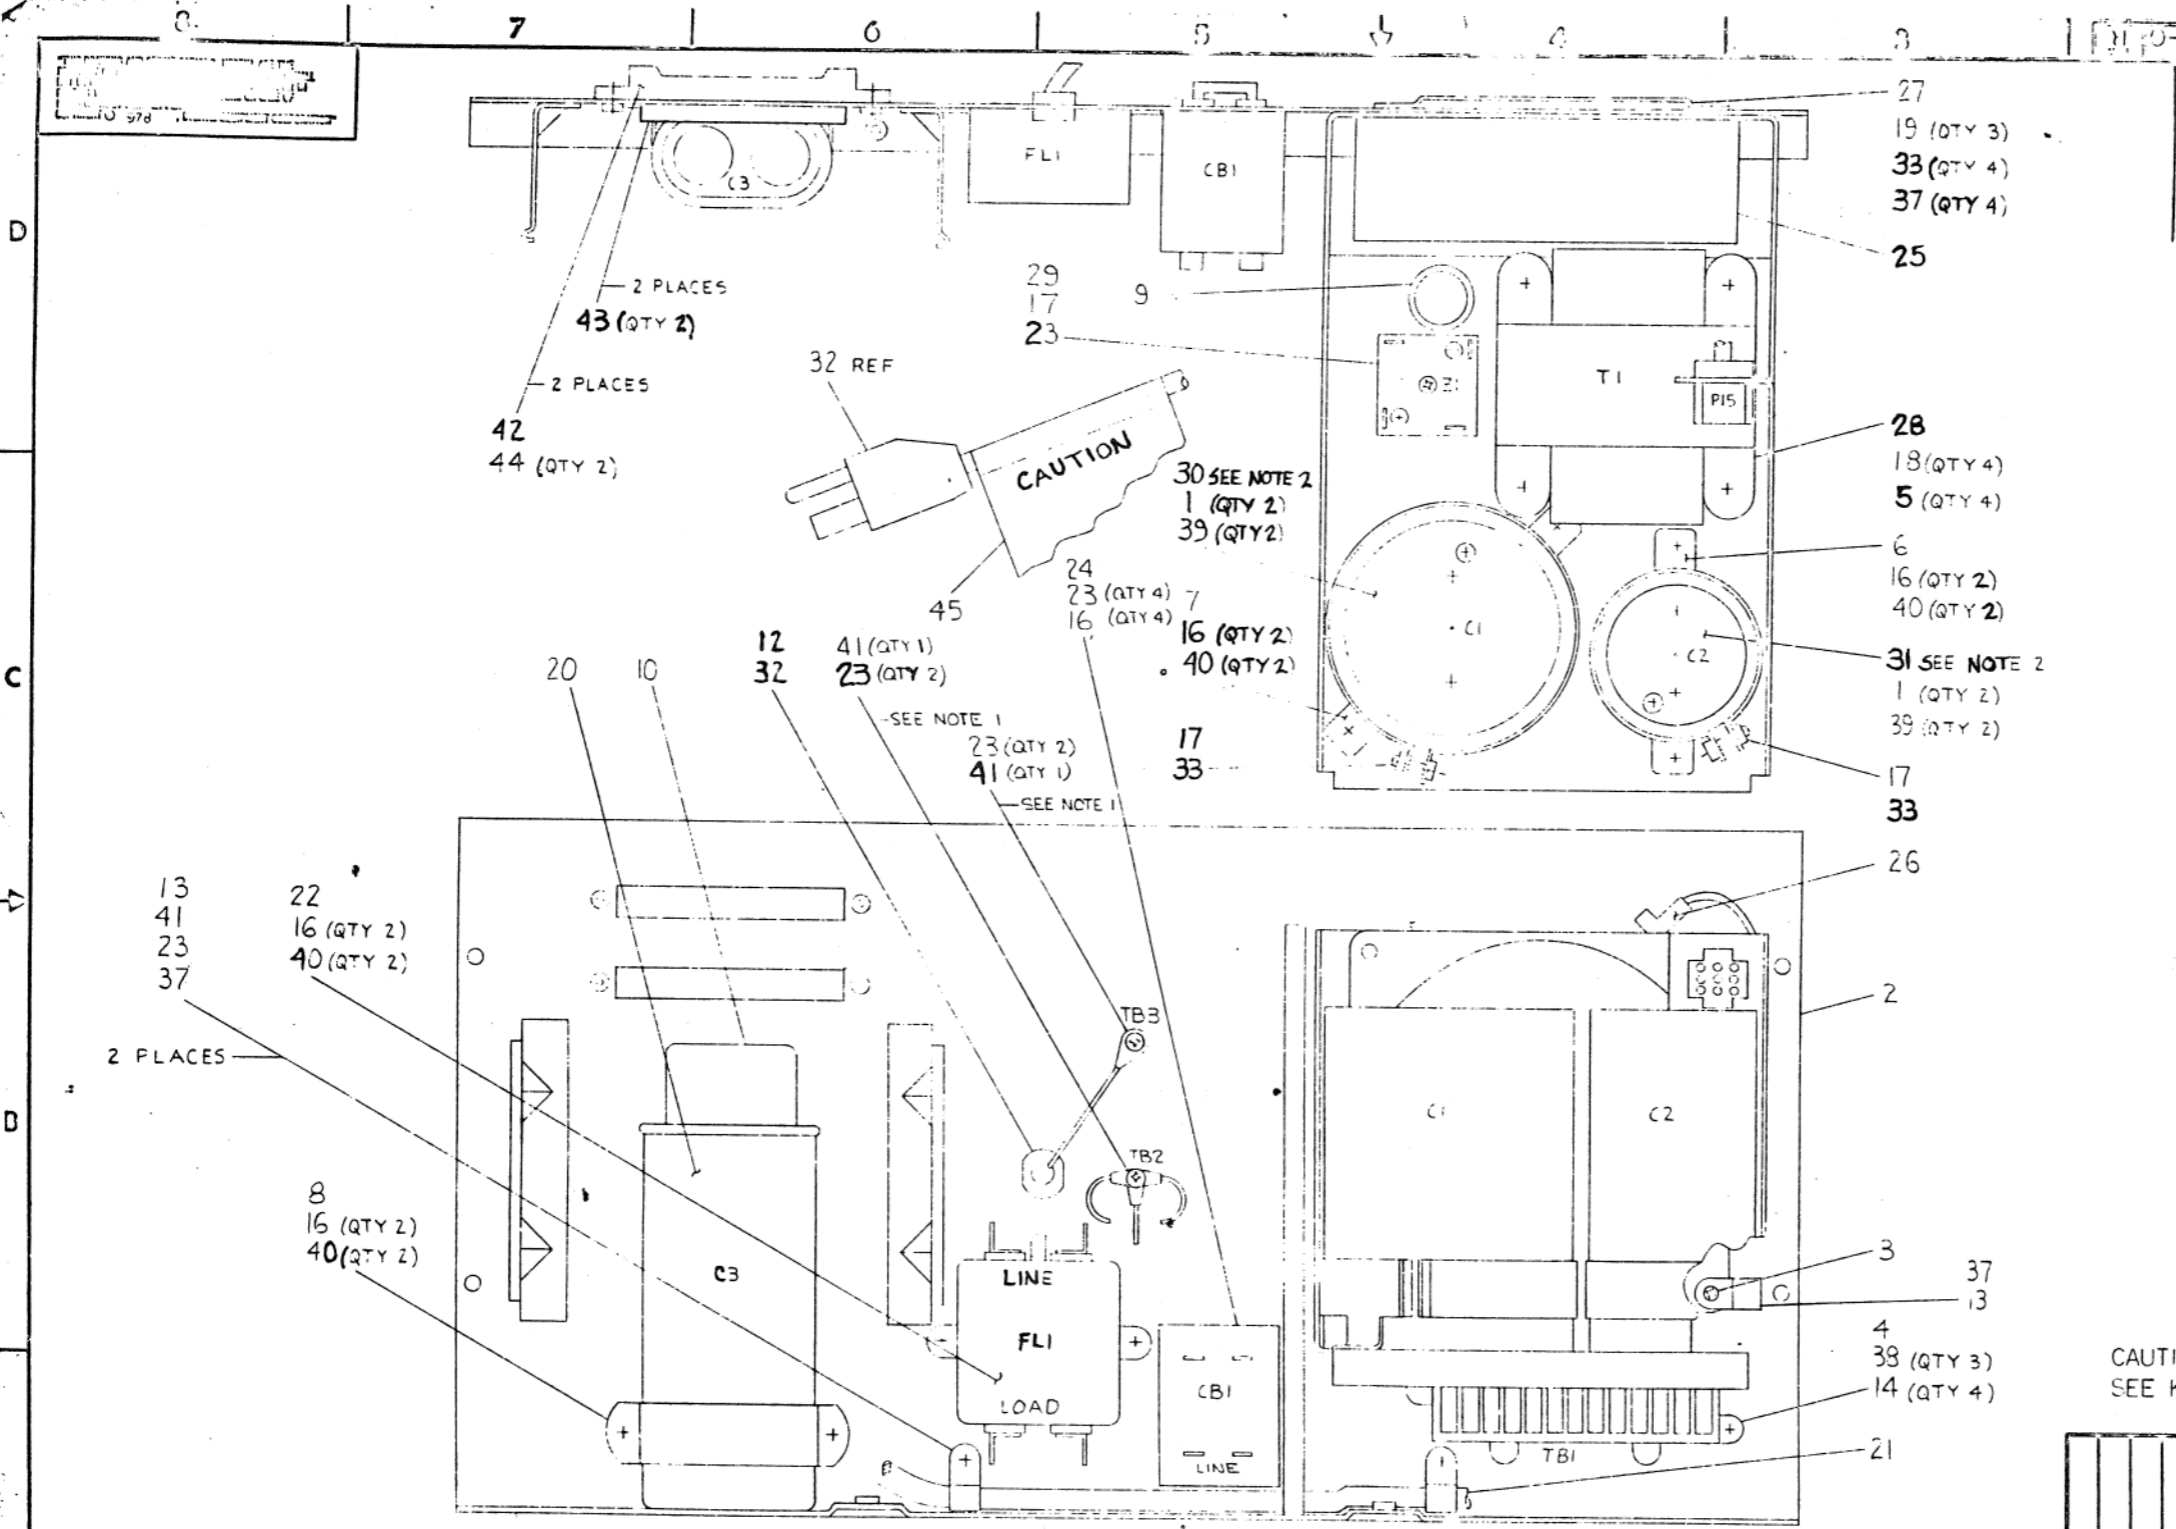 7
6
5
4
3
D
C
B
978
C3
FL1
CB1
27
19 (QTY 3)
33 (QTY 4)
37 (QTY 4)
25
2 PLACES
43 (QTY 2)
2 PLACES
42
44 (QTY 2)
29
17
23
9
32 REF
CAUTION
45
T1
P15
28
18 (QTY 4)
5 (QTY 4)
30 SEE NOTE 2
1 (QTY 2)
39 (QTY 2)
6
16 (QTY 2)
40 (QTY 2)
24
23 (QTY 4)
16 (QTY 4)
7
16 (QTY 2)
40 (QTY 2)
C1
C2
31 SEE NOTE 2
1 (QTY 2)
39 (QTY 2)
17
33
17
33
20
10
12
32
41 (QTY 1)
23 (QTY 2)
SEE NOTE 1
23 (QTY 2)
41 (QTY 1)
SEE NOTE 1
26
13
41
23
37
22
16 (QTY 2)
40 (QTY 2)
2 PLACES
2
TB3
TB2
C1
C2
8
16 (QTY 2)
40 (QTY 2)
C3
LINE
FL1
LOAD
CB1
LINE
3
37
13
4
38 (QTY 3)
14 (QTY 4)
TB1
21
CAUTI
SEE